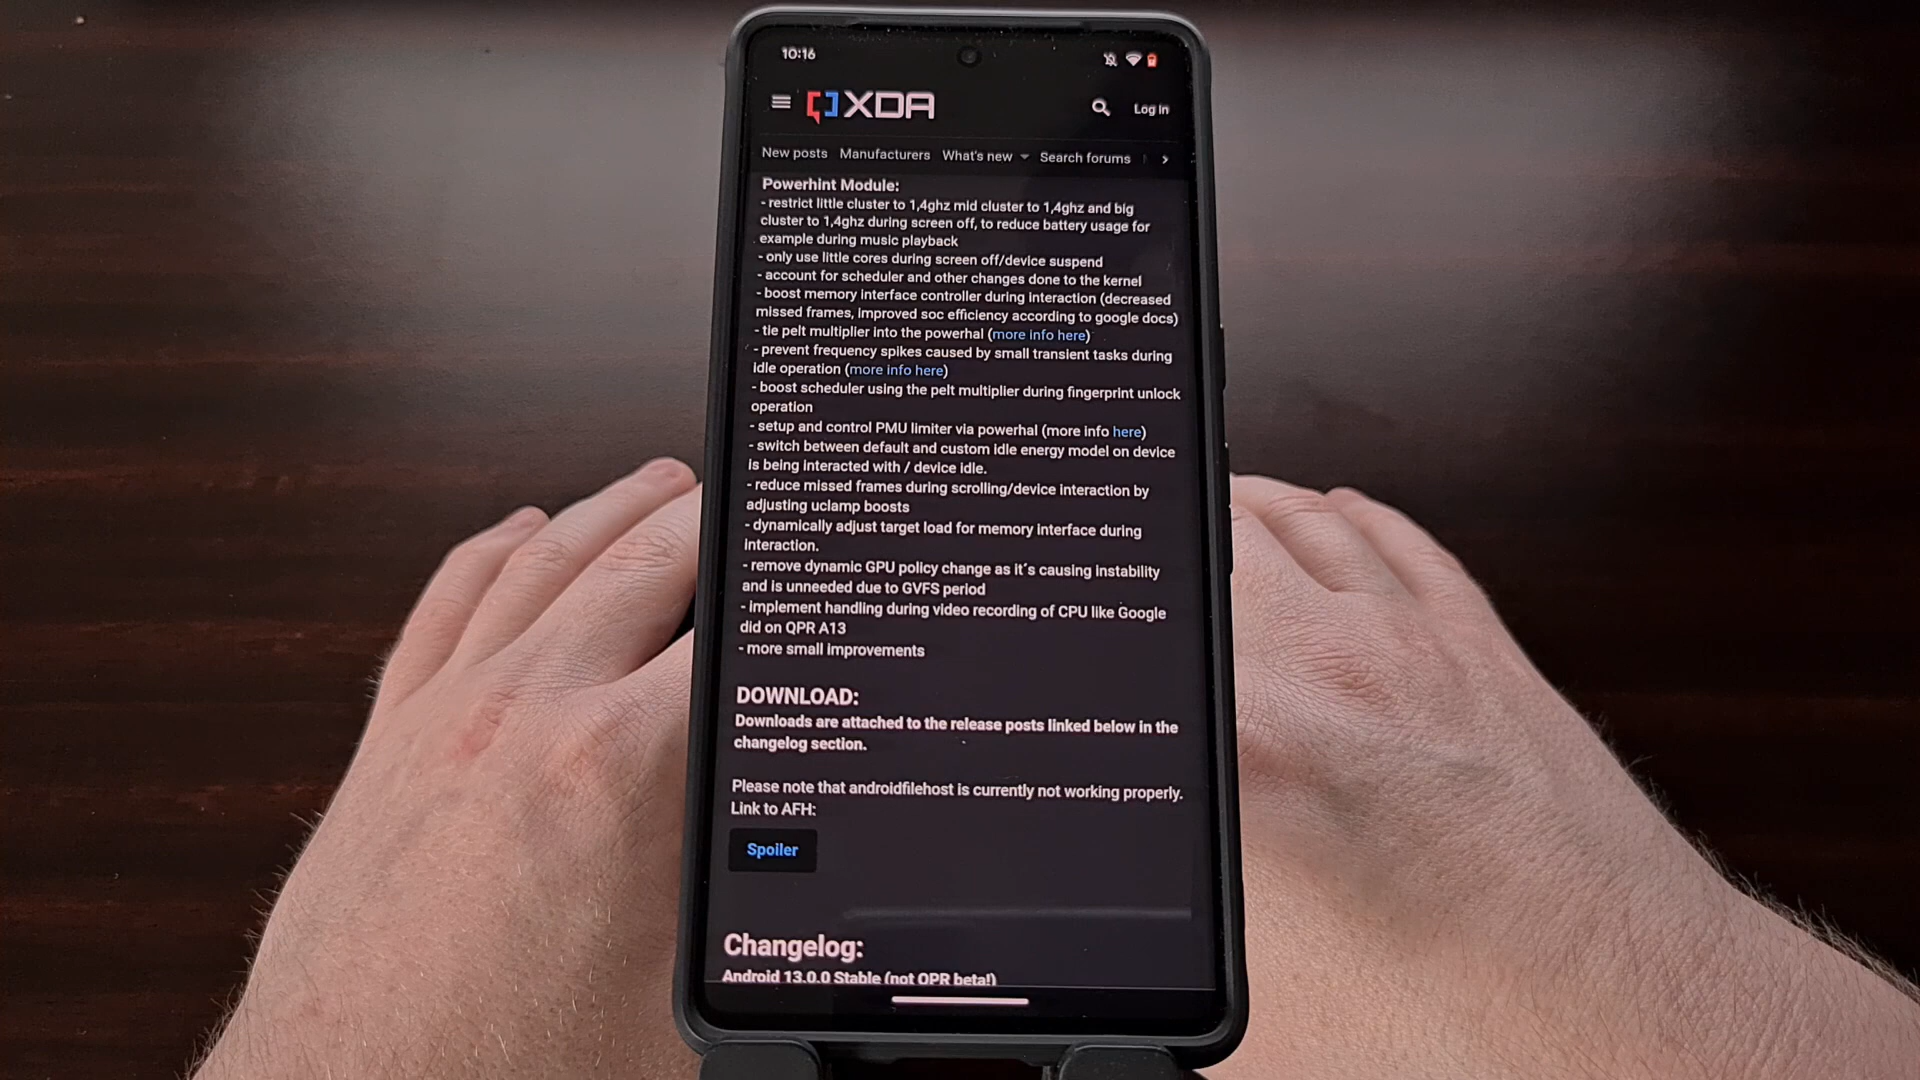 10:16
XDA
Log in
New posts Manufacturers What's new Search forums
Powerhint Module:
- restrict little cluster to 1,4ghz mid cluster to 1,4ghz and big
cluster to 1,4ghz during screen off, to reduce battery usage for
example during music playback
- only use little cores during screen off/device suspend
- account for scheduler and other changes done to the kernel
- boost memory interface controller during interaction (decreased
missed frames, improved soc efficiency according to google docs)
- tie pelt multiplier into the powerhal (more info here)
- prevent frequency spikes caused by small transient tasks during
idle operation (more info here)
- boost scheduler using the pelt multiplier during fingerprint unlock
operation
- setup and control PMU limiter via powerhal (more info here)
- switch between default and custom idle energy model on device
is being interacted with / device idle.
- reduce missed frames during scrolling/device interaction by
adjusting uclamp boosts
- dynamically adjust target load for memory interface during
interaction.
- remove dynamic GPU policy change as it´s causing instability
and is unneeded due to GVFS period
- implement handling during video recording of CPU like Google
did on QPR A13
- more small improvements
DOWNLOAD:
Downloads are attached to the release posts linked below in the
changelog section.
Please note that androidfilehost is currently not working properly.
Link to AFH:
Spoiler
Changelog:
Android 13.0.0 Stable (not QPR beta!)